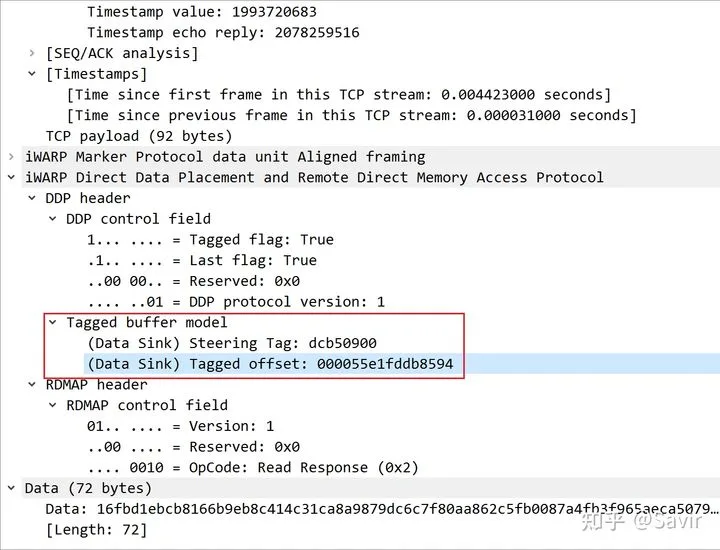 Timestamp value: 1993720683
Timestamp echo reply: 2078259516
[SEQ/ACK analysis]
[Timestamps]
[Time since first frame in this TCP stream: 0.004423000 seconds]
[Time since previous frame in this TCP stream: 0.000031000 seconds]
TCP payload (92 bytes)
iWARP Marker Protocol data unit Aligned framing
iWARP Direct Data Placement and Remote Direct Memory Access Protocol
DDP header
DDP control field
1... .... = Tagged flag: True
.1.. .... = Last flag: True
..00 00.. = Reserved: 0x0
.... ..01 = DDP protocol version: 1
Tagged buffer model
(Data Sink) Steering Tag: dcb50900
(Data Sink) Tagged offset: 000055e1fddb8594
RDMAP header
RDMAP control field
01.. .... = Version: 1
..00 .... = Reserved: 0x0
.... 0010 = OpCode: Read Response (0x2)
Data (72 bytes)
Data: 16fbd1ebcb8166b9eb8c414c31ca8a9879dc6c7f80aa862c5fb0087a4fb3f965aeca5079…
[Length: 72]
知乎 @Savir